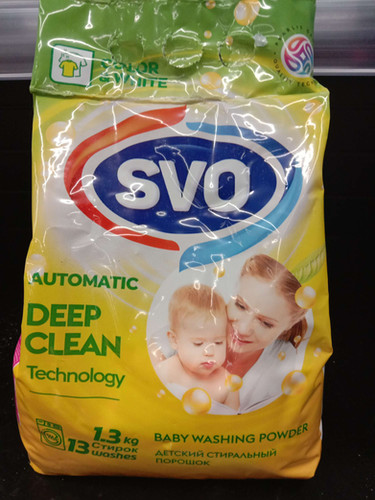 COLOR
& WHITE
SVO
AUTOMATIC
DEEP
CLEAN
Technology
1.3 kg
13 Стирок
washes
BABY WASHING POWDER
ДЕТСКИЙ СТИРАЛЬНЫЙ
ПОРОШОК